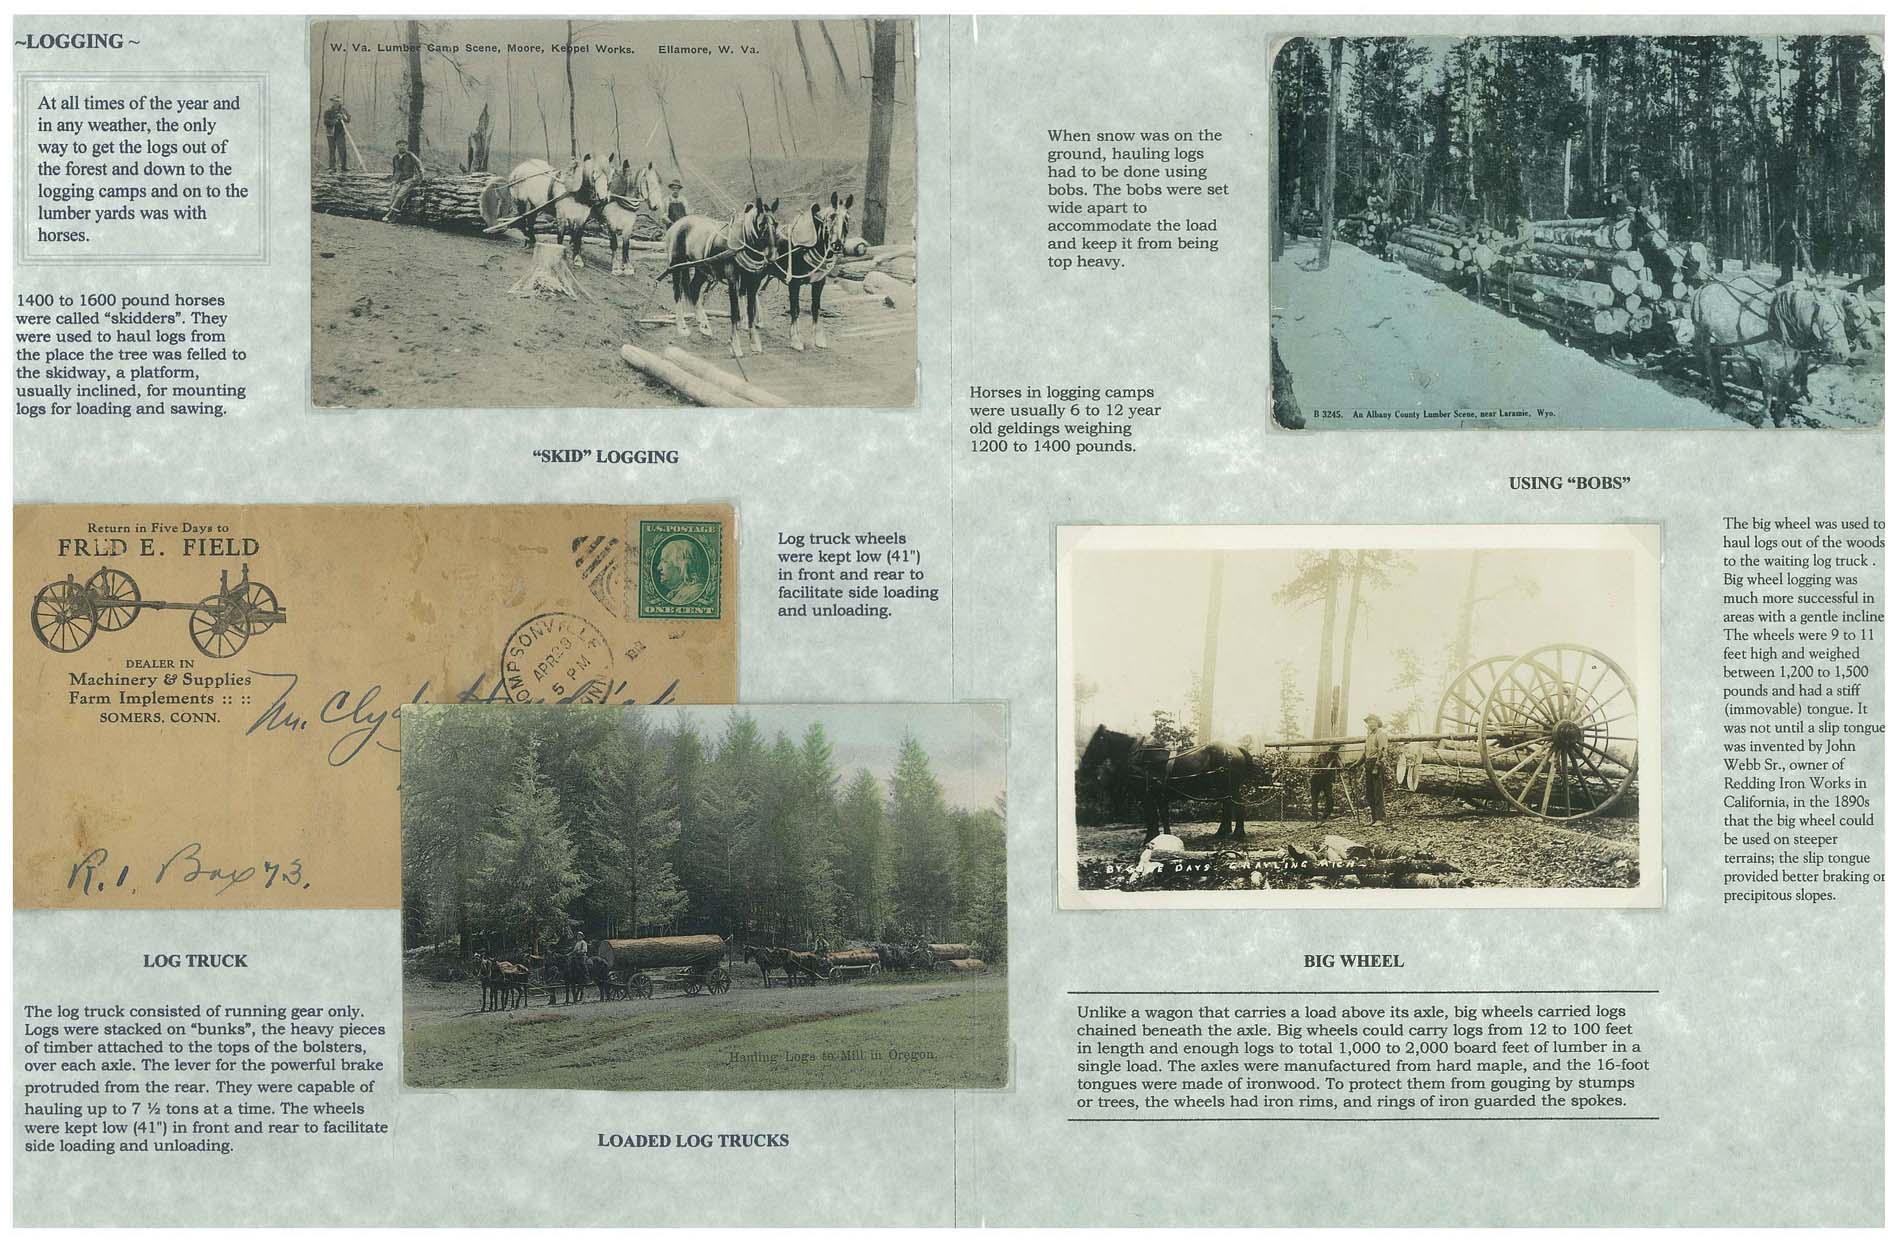 ~LOGGING ~
At all times of the year and
in any weather, the only
way to get the logs out of
the forest and down to the
logging camps and on to the
lumber yards was with
horses.
1400 to 1600 pound horses
were called “skidders”. They
were used to haul logs from
the place the tree was felled to
the skidway, a platform,
usually inclined, for mounting
logs for loading and sawing.
W. Va. Lumber Camp Scene, Moore, Keppel Works. Ellamore, W. Va.
“SKID” LOGGING
Return in Five Days to
FRED E. FIELD
DEALER IN
Machinery & Supplies
Farm Implements :: ::
SOMERS, CONN.
U.S. POSTAGE
ONE CENT
OMPSONVILLE
APR 23
5 PM
1912
Mr. Clyde
R. 1. Box 73.
Log truck wheels
were kept low (41")
in front and rear to
facilitate side loading
and unloading.
LOG TRUCK
The log truck consisted of running gear only.
Logs were stacked on “bunks”, the heavy pieces
of timber attached to the tops of the bolsters,
over each axle. The lever for the powerful brake
protruded from the rear. They were capable of
hauling up to 7 ½ tons at a time. The wheels
were kept low (41") in front and rear to facilitate
side loading and unloading.
Hauling Logs to Mill in Oregon.
LOADED LOG TRUCKS
When snow was on the
ground, hauling logs
had to be done using
bobs. The bobs were set
wide apart to
accommodate the load
and keep it from being
top heavy.
Horses in logging camps
were usually 6 to 12 year
old geldings weighing
1200 to 1400 pounds.
B 3245. An Albany County Lumber Scene, near Laramie, Wyo.
USING “BOBS”
BYGONE DAYS - GRAYLING MICH -
The big wheel was used to
haul logs out of the woods
to the waiting log truck .
Big wheel logging was
much more successful in
areas with a gentle incline
The wheels were 9 to 11
feet high and weighed
between 1,200 to 1,500
pounds and had a stiff
(immovable) tongue. It
was not until a slip tongue
was invented by John
Webb Sr., owner of
Redding Iron Works in
California, in the 1890s
that the big wheel could
be used on steeper
terrains; the slip tongue
provided better braking on
precipitous slopes.
BIG WHEEL
Unlike a wagon that carries a load above its axle, big wheels carried logs
chained beneath the axle. Big wheels could carry logs from 12 to 100 feet
in length and enough logs to total 1,000 to 2,000 board feet of lumber in a
single load. The axles were manufactured from hard maple, and the 16-foot
tongues were made of ironwood. To protect them from gouging by stumps
or trees, the wheels had iron rims, and rings of iron guarded the spokes.